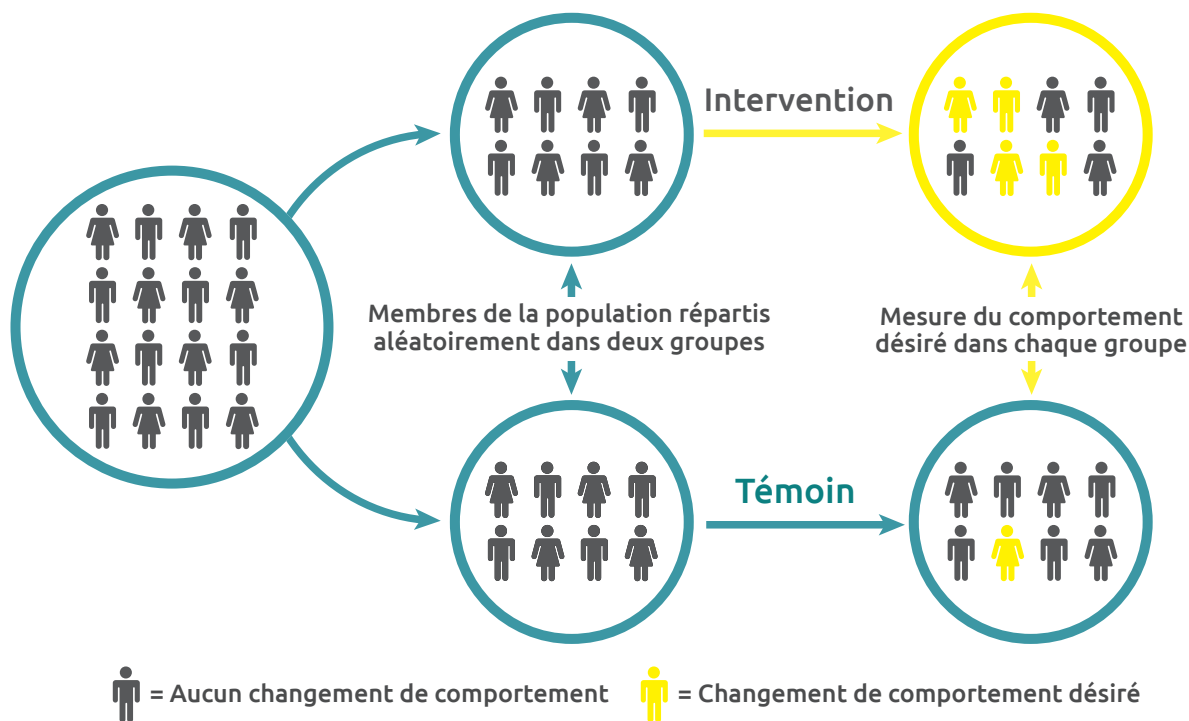 Intervention
Membres de la population répartis
aléatoirement dans deux groupes
Mesure du comportement
désiré dans chaque groupe
Témoin
= Aucun changement de comportement
= Changement de comportement désiré